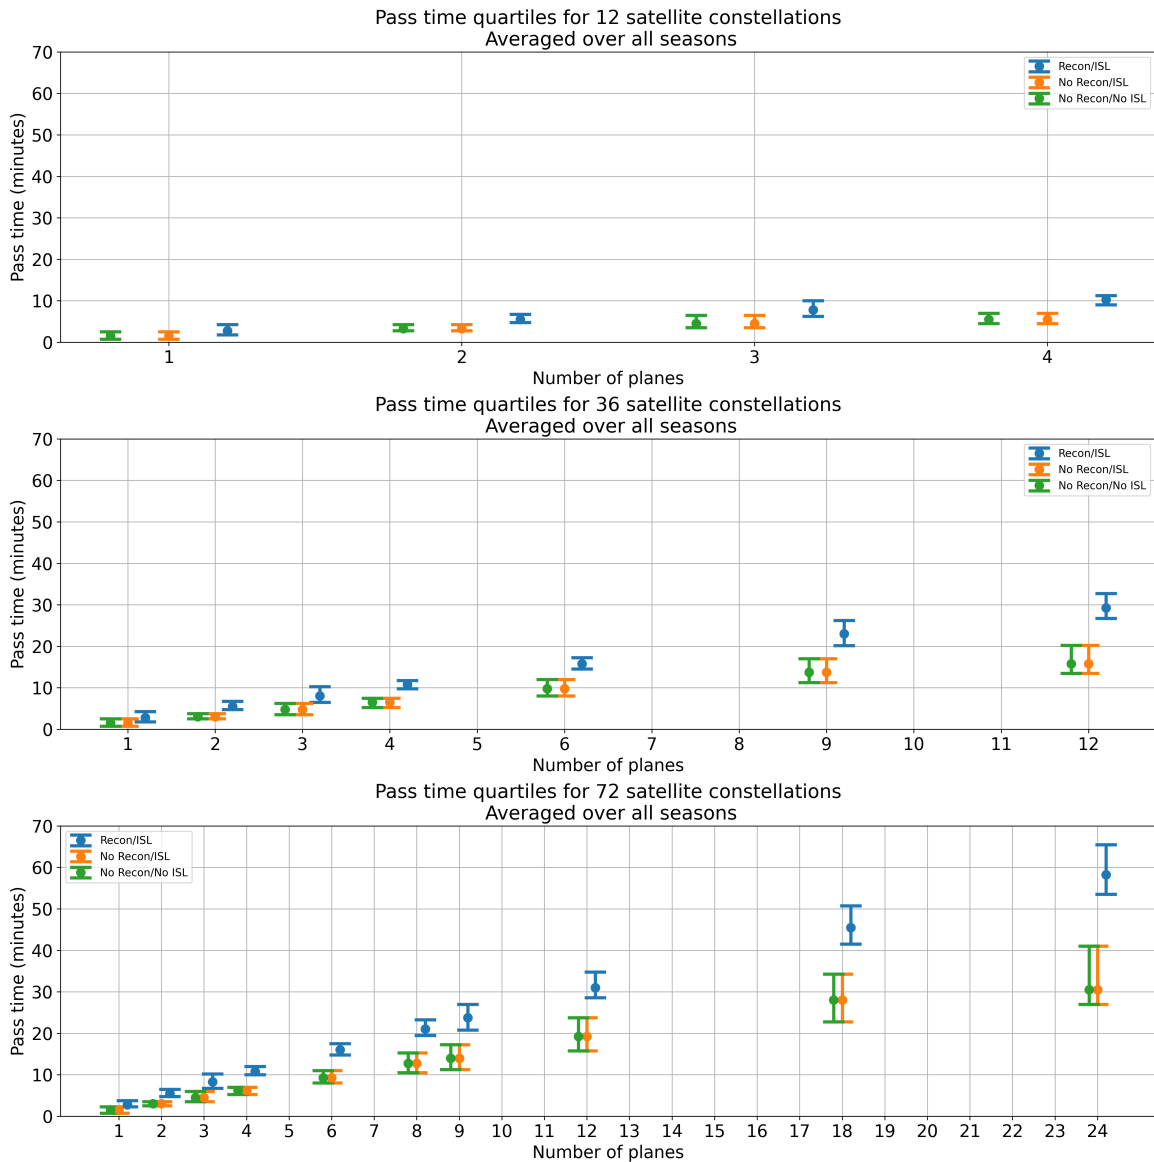 Pass time quartiles for 12 satellite constellations
Averaged over all seasons
70
60
50
40
30
20
10
0
Pass time (minutes)
Recon/ISL
No Recon/ISL
No Recon/No ISL
1 2 3 4
Number of planes
Pass time quartiles for 36 satellite constellations
Averaged over all seasons
70
60
50
40
30
20
10
0
Pass time (minutes)
Recon/ISL
No Recon/ISL
No Recon/No ISL
1 2 3 4 5 6 7 8 9 10 11 12
Number of planes
Pass time quartiles for 72 satellite constellations
Averaged over all seasons
70
60
50
40
30
20
10
0
Pass time (minutes)
Recon/ISL
No Recon/ISL
No Recon/No ISL
1 2 3 4 5 6 7 8 9 10 11 12 13 14 15 16 17 18 19 20 21 22 23 24
Number of planes